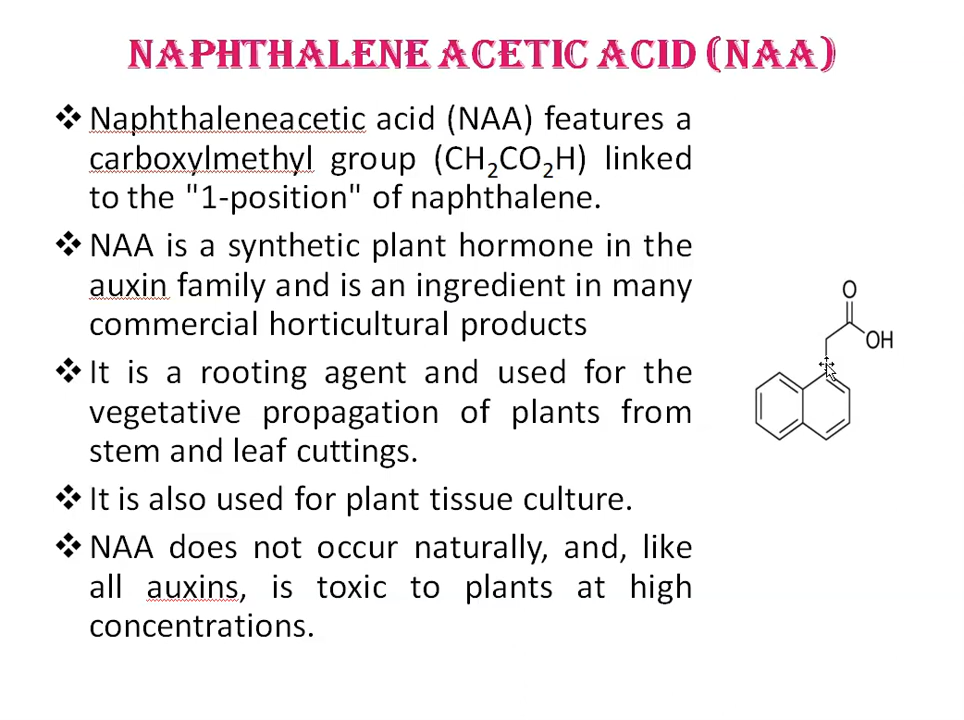 NAPHTHALENE ACETIC ACID (NAA)
❖ Naphthaleneacetic acid (NAA) features a
carboxylmethyl group (CH₂CO₂H) linked
to the "1-position" of naphthalene.
❖ NAA is a synthetic plant hormone in the
auxin family and is an ingredient in many
commercial horticultural products
❖ It is a rooting agent and used for the
vegetative propagation of plants from
stem and leaf cuttings.
❖ It is also used for plant tissue culture.
❖ NAA does not occur naturally, and, like
all auxins, is toxic to plants at high
concentrations.
O
OH